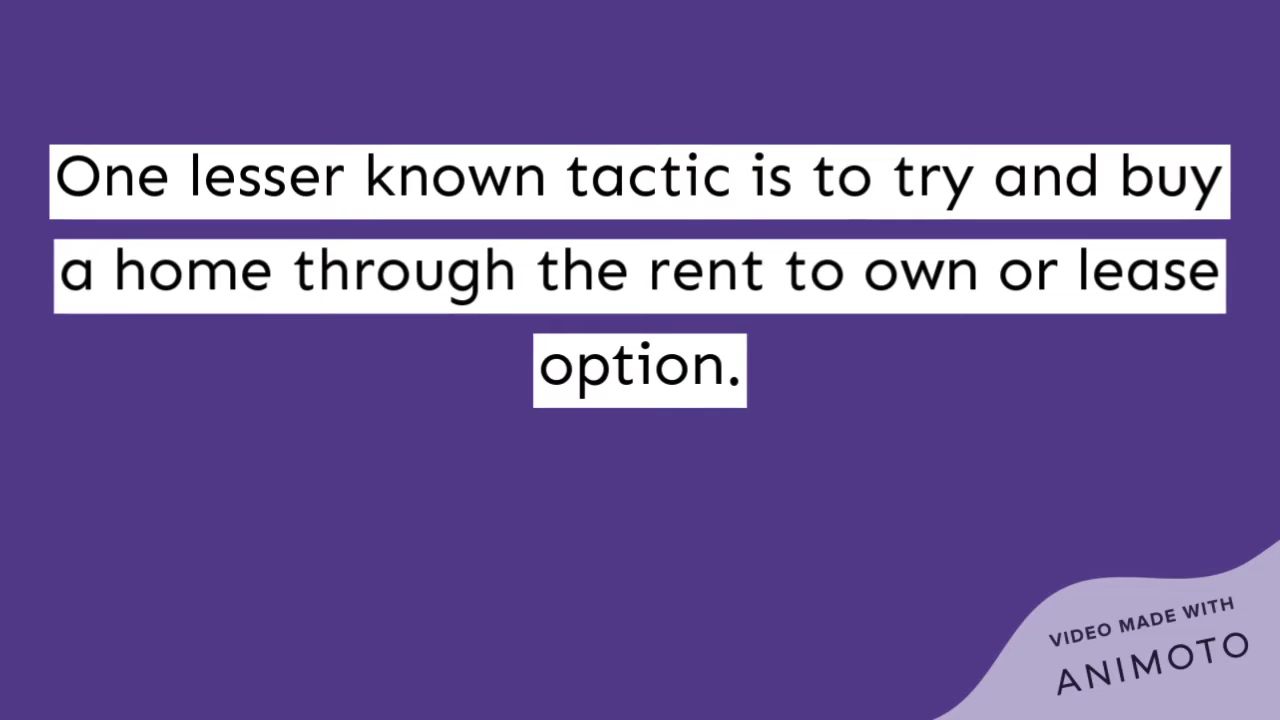 One lesser known tactic is to try and buy
a home through the rent to own or lease
option.
VIDEO MADE WITH
ANIMOTO